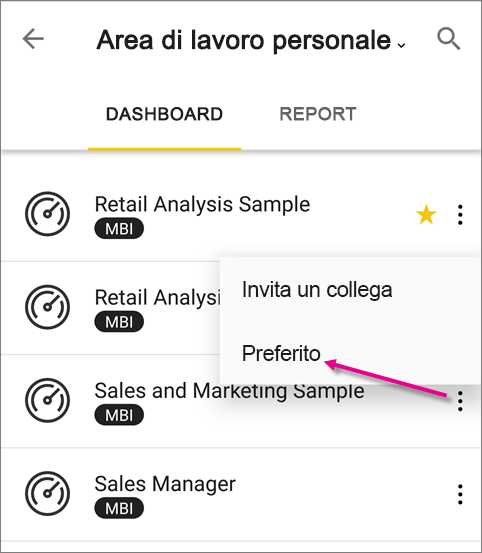 Area di lavoro personale
DASHBOARD REPORT
Retail Analysis Sample
MBI
Retail Analysi
MBI
Invita un collega
Preferito
Sales and Marketing Sample
MBI
Sales Manager
MBI